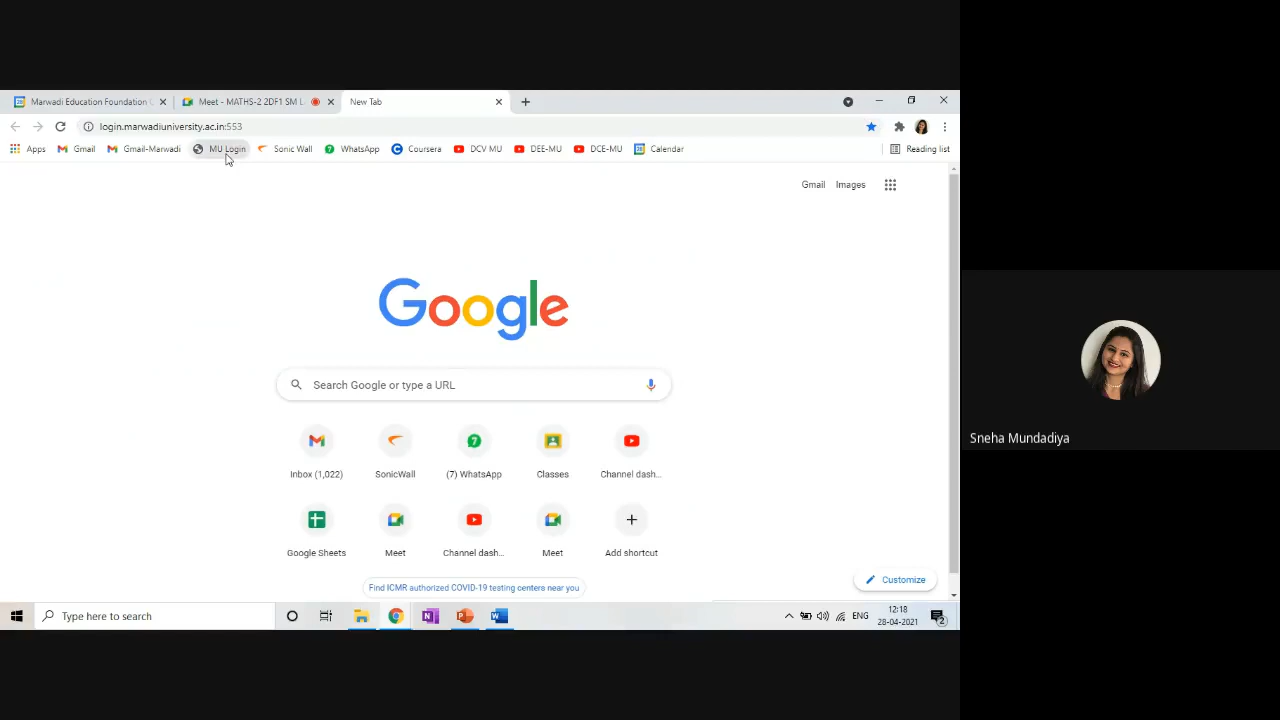 Marwadi Education Foundation
Meet - MATHS-2 2DF1 SM L
New Tab
login.marwadiuniversity.ac.in:553
Apps
Gmail
Gmail-Marwadi
MU Login
Sonic Wall
WhatsApp
Coursera
DCV MU
DEE-MU
DCE-MU
Calendar
Reading list
Gmail
Images
Google
Search Google or type a URL
Inbox (1,022)
SonicWall
(7) WhatsApp
Classes
Channel dash...
Google Sheets
Meet
Channel dash...
Meet
Add shortcut
Find ICMR authorized COVID-19 testing centers near you
Customize
Type here to search
ENG
12:18
28-04-2021
2
Sneha Mundadiya